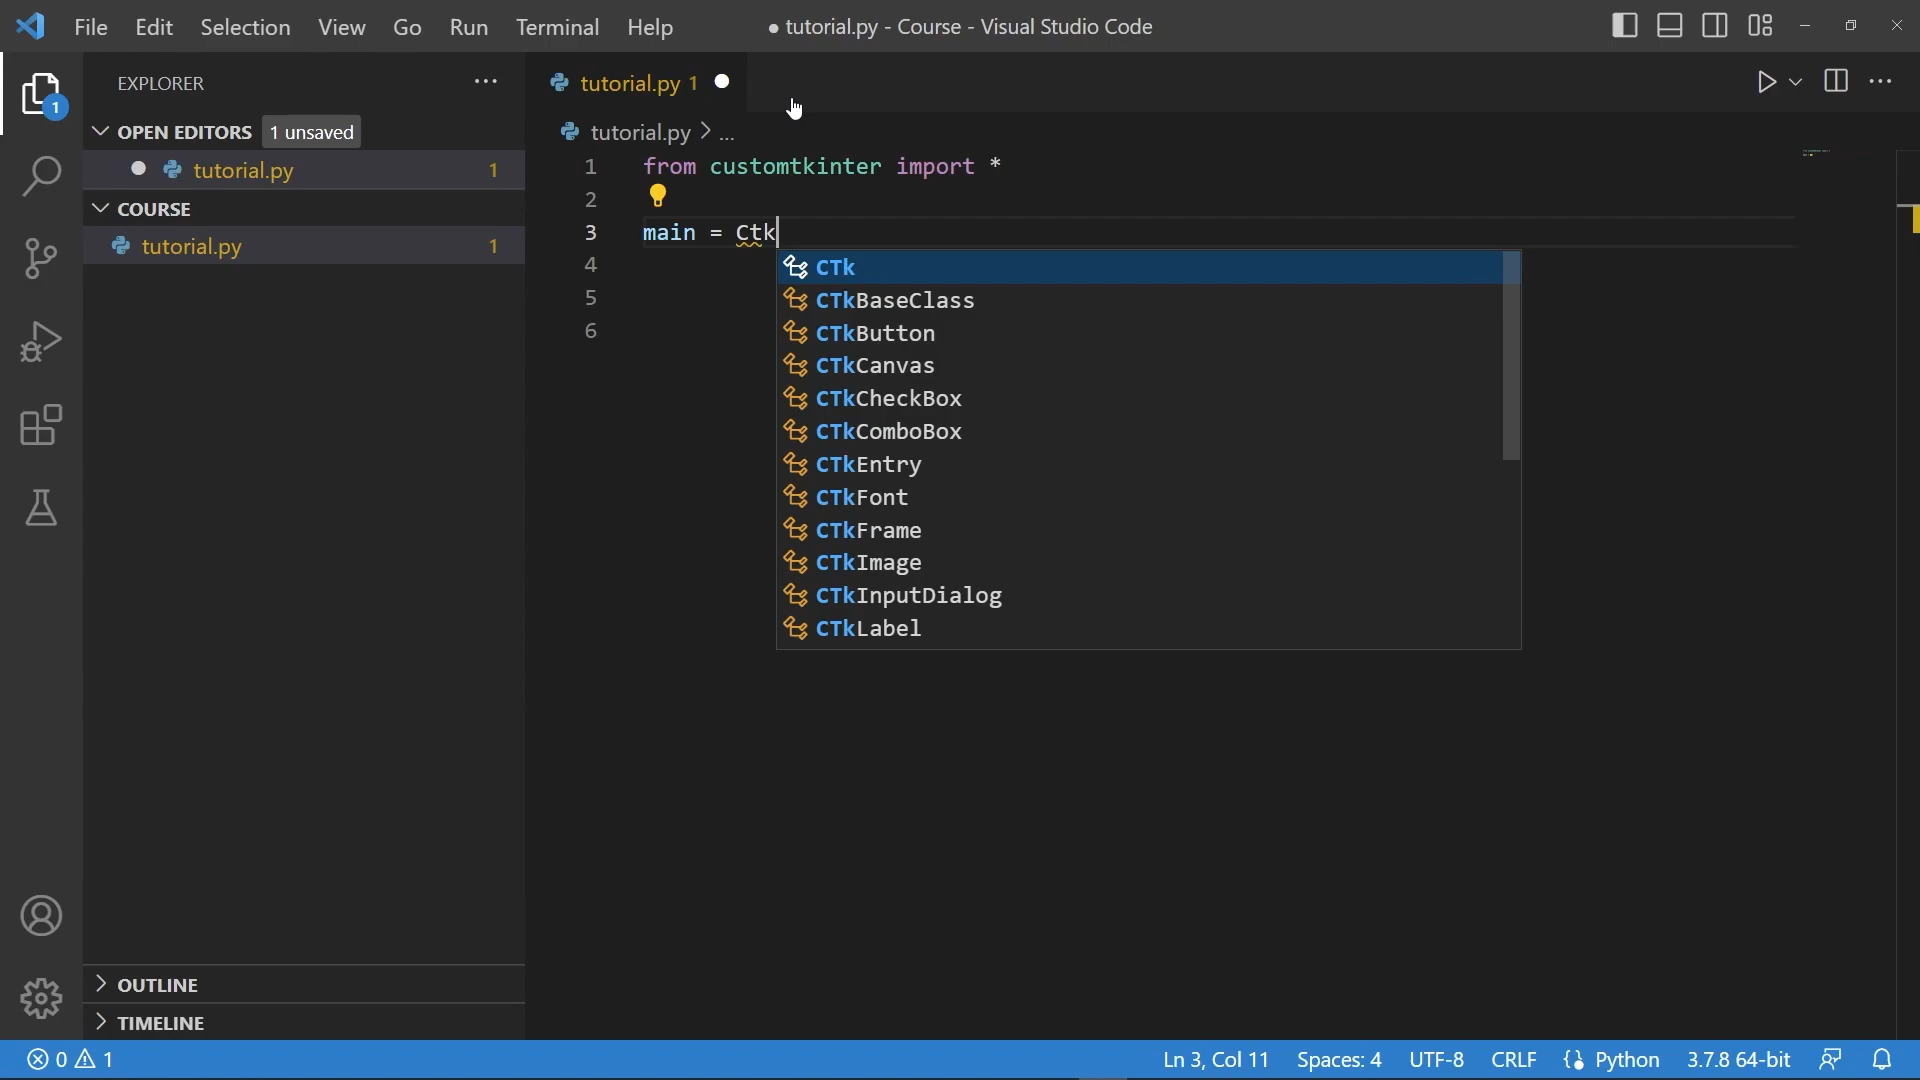 File Edit Selection View Go Run Terminal Help ● tutorial.py - Course - Visual Studio Code
EXPLORER ...
1
OPEN EDITORS 1 unsaved
tutorial.py 1
COURSE
tutorial.py 1
OUTLINE
TIMELINE
tutorial.py 1
tutorial.py > ...
1 from customtkinter import *
2
3 main = Ctk
4
5
6
CTk
CTkBaseClass
CTkButton
CTkCanvas
CTkCheckBox
CTkComboBox
CTkEntry
CTkFont
CTkFrame
CTkImage
CTkInputDialog
CTkLabel
0 1 Ln 3, Col 11 Spaces: 4 UTF-8 CRLF Python 3.7.8 64-bit